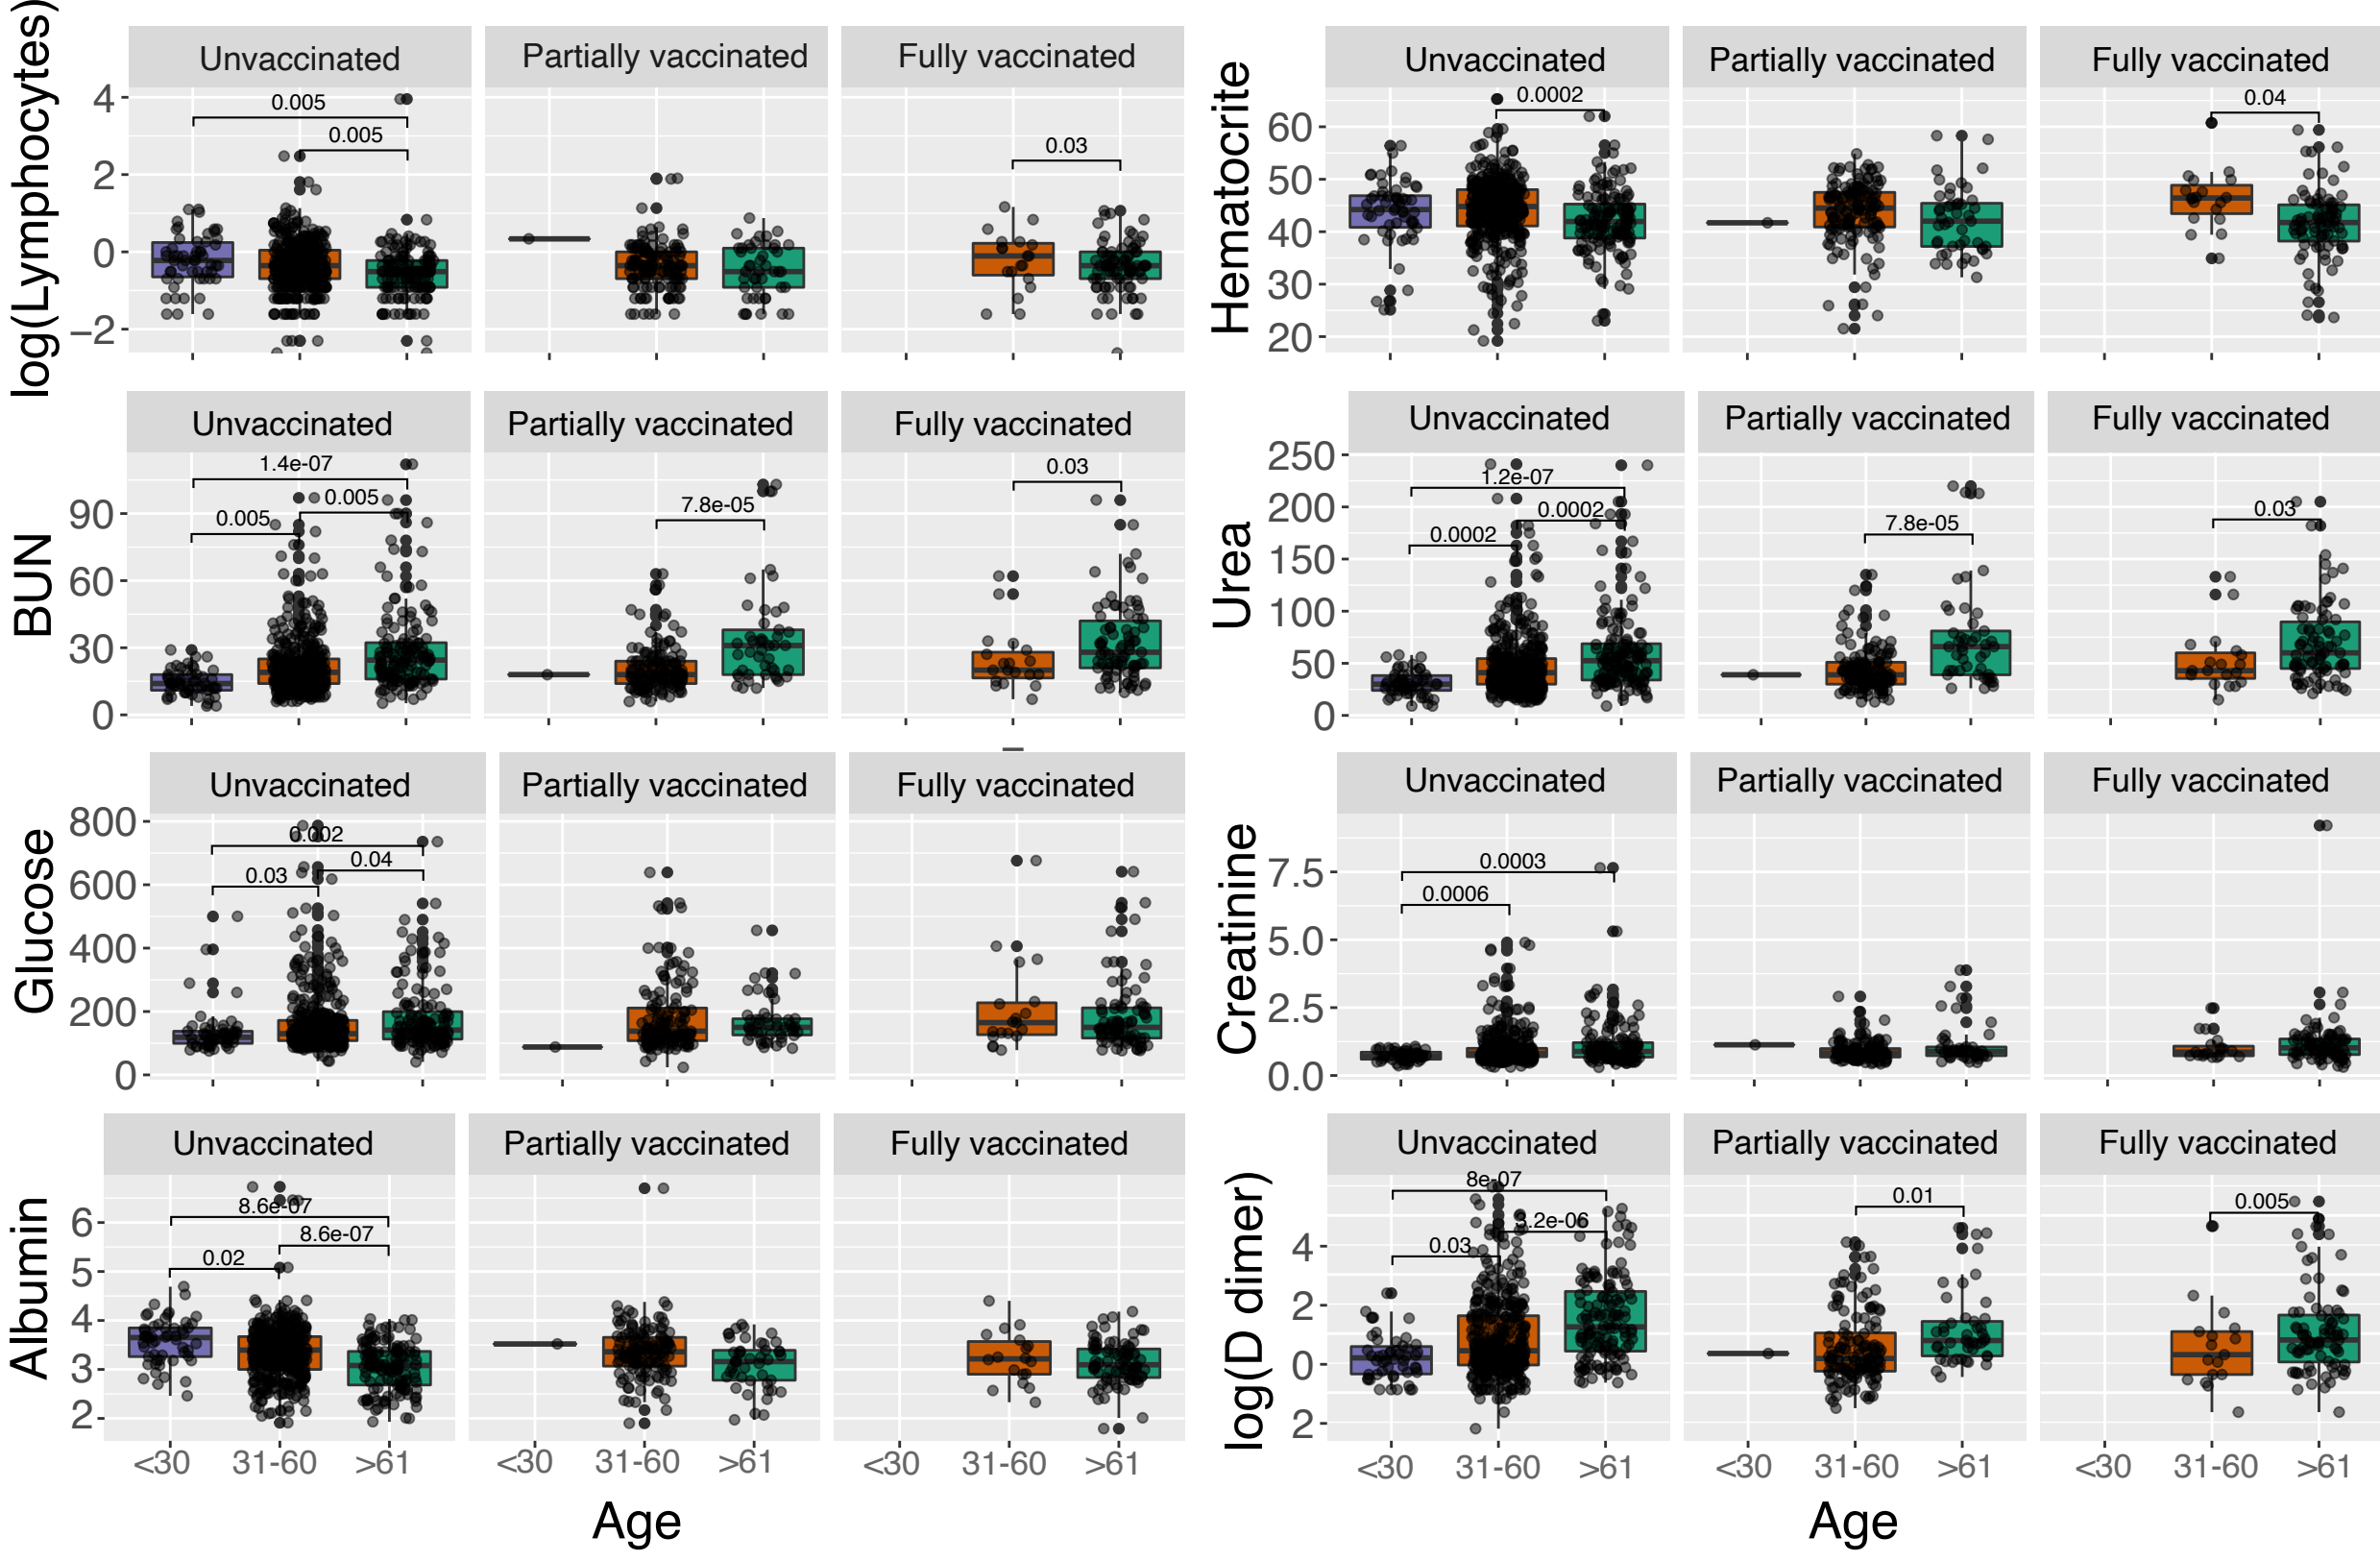 log(Lymphocytes)
Unvaccinated
Partially vaccinated
Fully vaccinated
4
2
0
−2
0.005
0.005
0.03
Hematocrite
Unvaccinated
Partially vaccinated
Fully vaccinated
60
50
40
30
20
0.0002
0.04
BUN
Unvaccinated
Partially vaccinated
Fully vaccinated
90
60
30
0
1.4e-07
0.005
0.005
7.8e-05
0.03
Urea
Unvaccinated
Partially vaccinated
Fully vaccinated
250
200
150
100
50
0
1.2e-07
0.0002
0.0002
7.8e-05
0.03
Glucose
Unvaccinated
Partially vaccinated
Fully vaccinated
800
600
400
200
0
0.002
0.04
0.03
Creatinine
Unvaccinated
Partially vaccinated
Fully vaccinated
7.5
5.0
2.5
0.0
0.0003
0.0006
Albumin
Unvaccinated
Partially vaccinated
Fully vaccinated
6
5
4
3
2
8.6e-07
8.6e-07
0.02
<30 31-60 >61
<30 31-60 >61
<30 31-60 >61
Age
log(D dimer)
Unvaccinated
Partially vaccinated
Fully vaccinated
4
2
0
2
8e-07
3.2e-06
0.03
0.01
0.005
<30 31-60 >61
<30 31-60 >61
<30 31-60 >61
Age